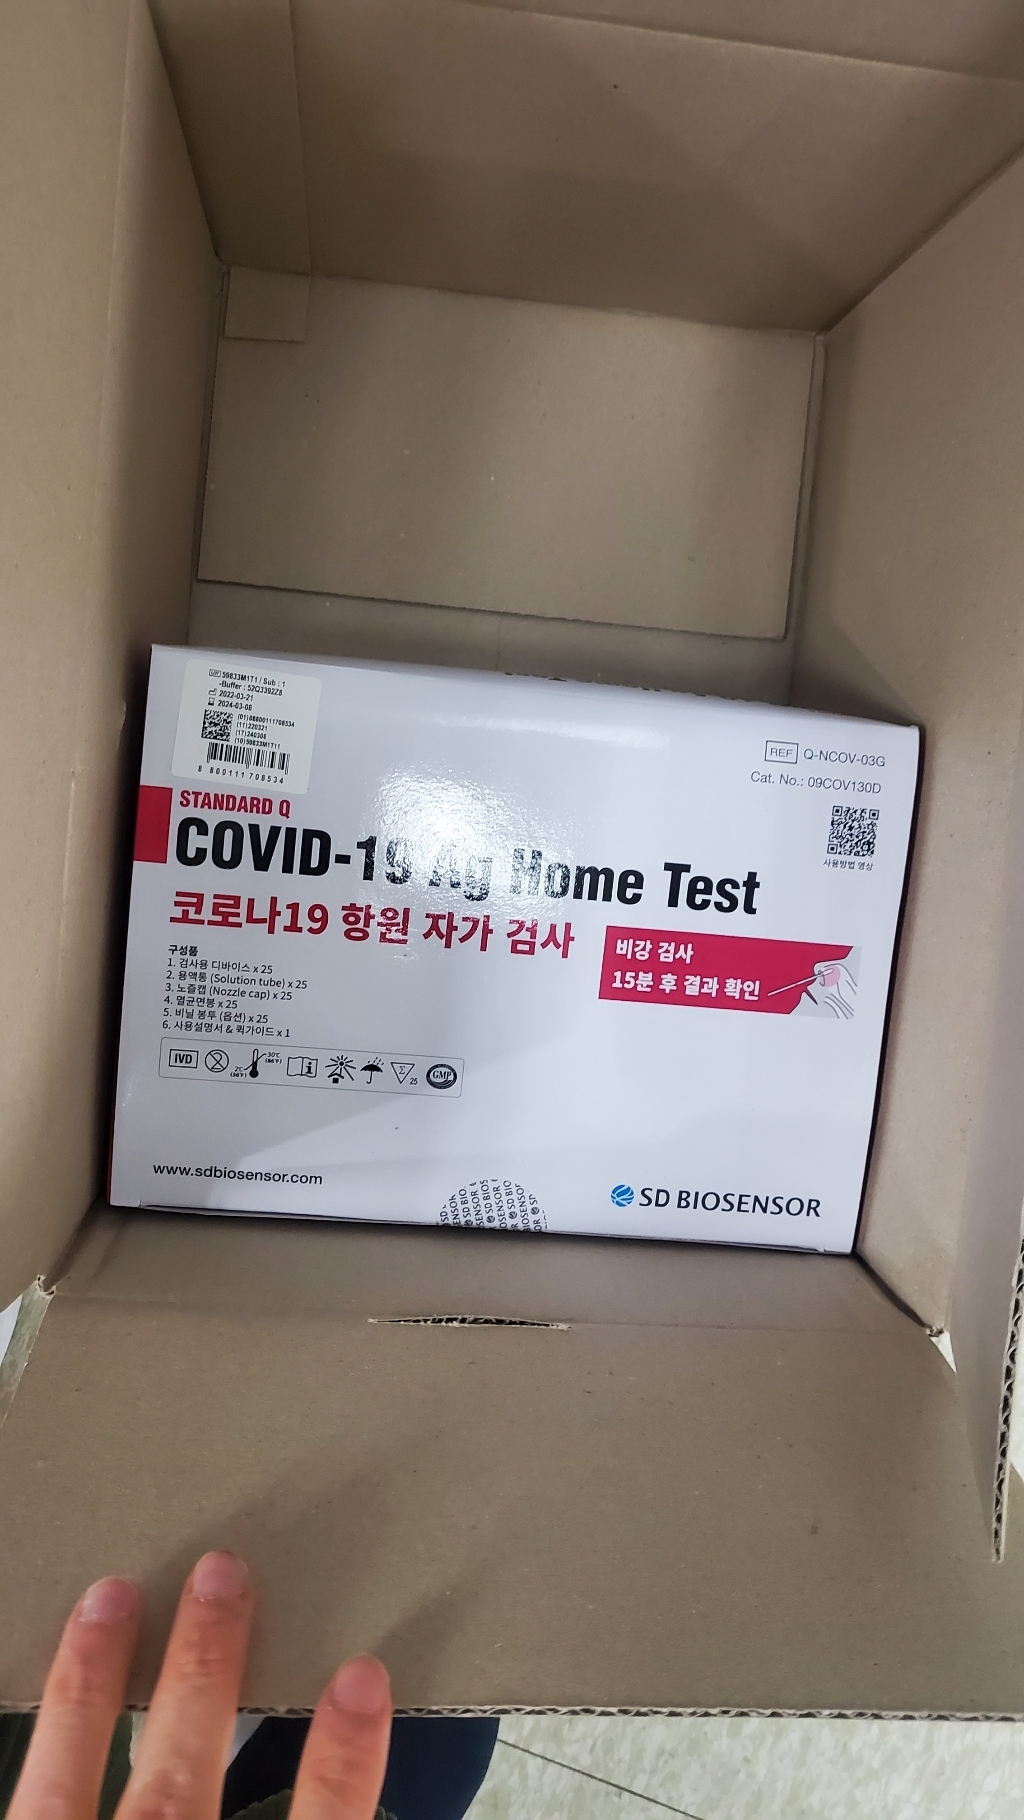 LOT 59833M1T1 / Sub : 1
-Buffer : 52Q3392Z8
2022-03-21
2024-03-08
(01)08800111708534
(11)220321
(17)240308
(10)59833M1T11
8 800111 708534
REF Q-NCOV-03G
Cat. No.: 09COV130D
사용방법 영상
STANDARD Q
COVID-19 Ag Home Test
코로나19 항원 자가 검사
비강 검사
15분 후 결과 확인
구성품
1. 검사용 디바이스 x 25
2. 용액통 (Solution tube) x 25
3. 노즐캡 (Nozzle cap) x 25
4. 멸균면봉 x 25
5. 비닐 봉투 (옵션) x 25
6. 사용설명서 & 퀵가이드 x 1
IVD 2 2℃ (36℉) 30℃ (86℉) i Σ 25 GMP
www.sdbiosensor.com
SD BIOSENSOR